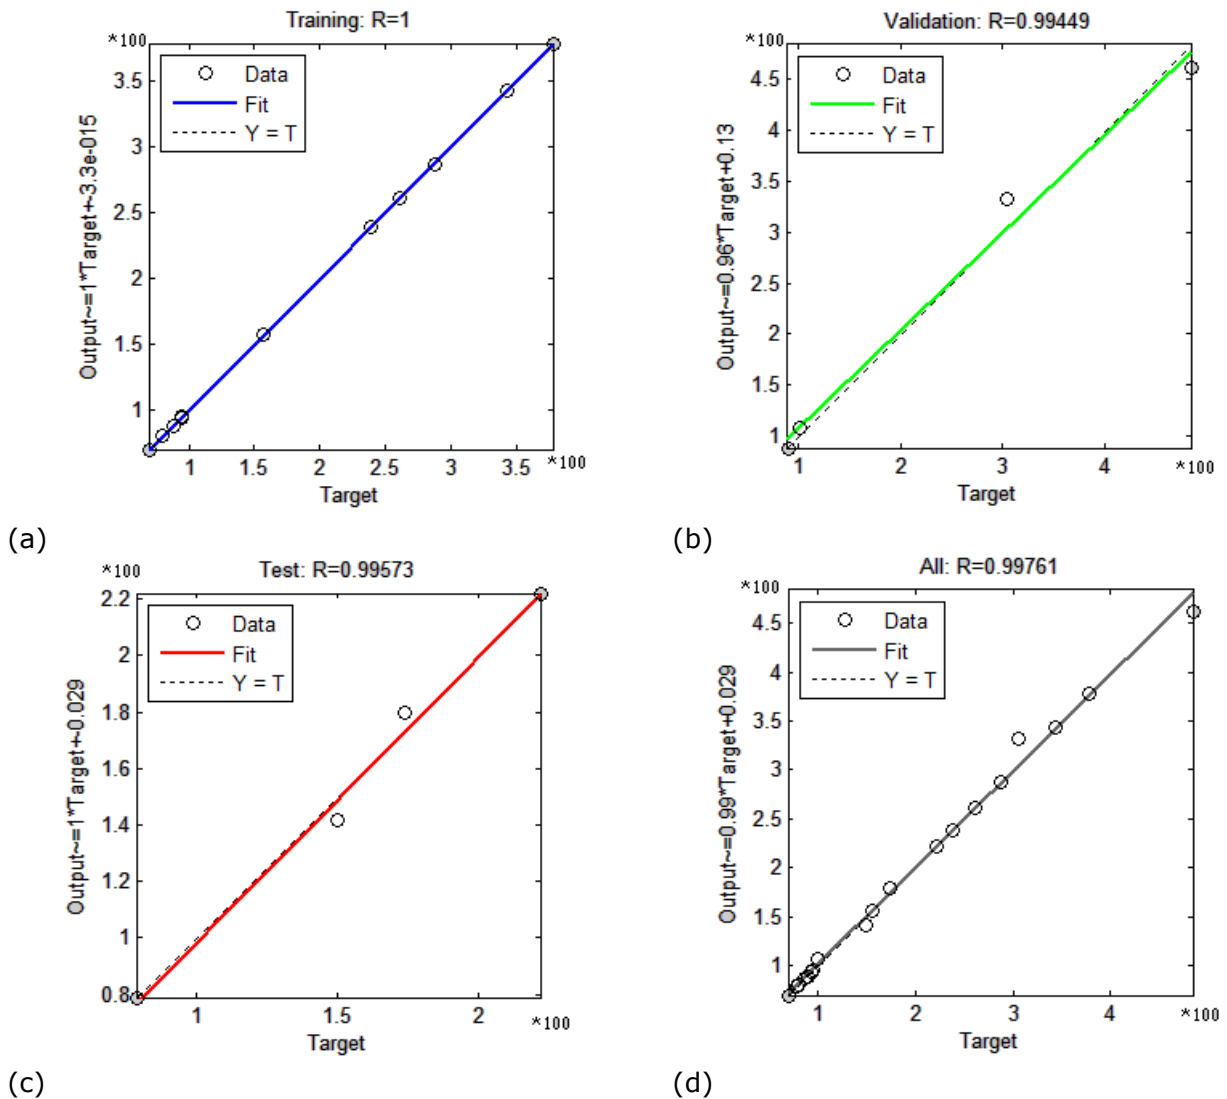 Training: R=1
*100
Data
Fit
Y = T
3.5
3
2.5
2
1.5
1
Output~=1*Target+-3.3e-015
1
1.5
2
2.5
3
3.5
*100
Target
(a)
Validation: R=0.99449
*100
Data
Fit
Y = T
4.5
4
3.5
3
2.5
2
1.5
1
Output~=0.96*Target+0.13
1
2
3
4
*100
Target
(b)
Test: R=0.99573
*100
Data
Fit
Y = T
2.2
2
1.8
1.6
1.4
1.2
1
0.8
Output~=1*Target+-0.029
1
1.5
2
*100
Target
(c)
All: R=0.99761
*100
Data
Fit
Y = T
4.5
4
3.5
3
2.5
2
1.5
1
Output~=0.99*Target+0.029
1
2
3
4
*100
Target
(d)